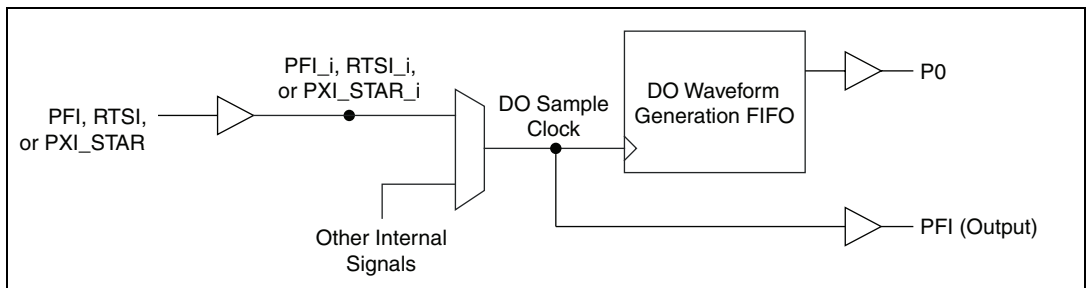 PFI, RTSI,
or PXI_STAR
PFI_i, RTSI_i,
or PXI_STAR_i
Other Internal
Signals
DO Sample
Clock
DO Waveform
Generation FIFO
P0
PFI (Output)